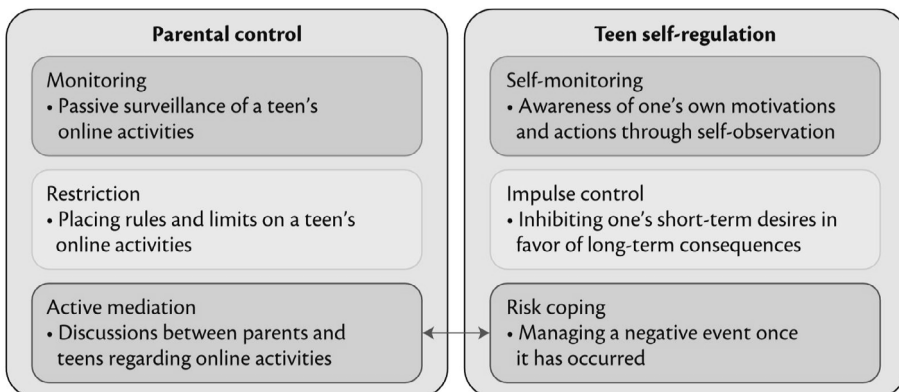 Parental control
Monitoring
• Passive surveillance of a teen’s
online activities
Restriction
• Placing rules and limits on a teen’s
online activities
Active mediation
• Discussions between parents and
teens regarding online activities
Teen self-regulation
Self-monitoring
• Awareness of one’s own motivations
and actions through self-observation
Impulse control
• Inhibiting one’s short-term desires in
favor of long-term consequences
Risk coping
• Managing a negative event once
it has occurred